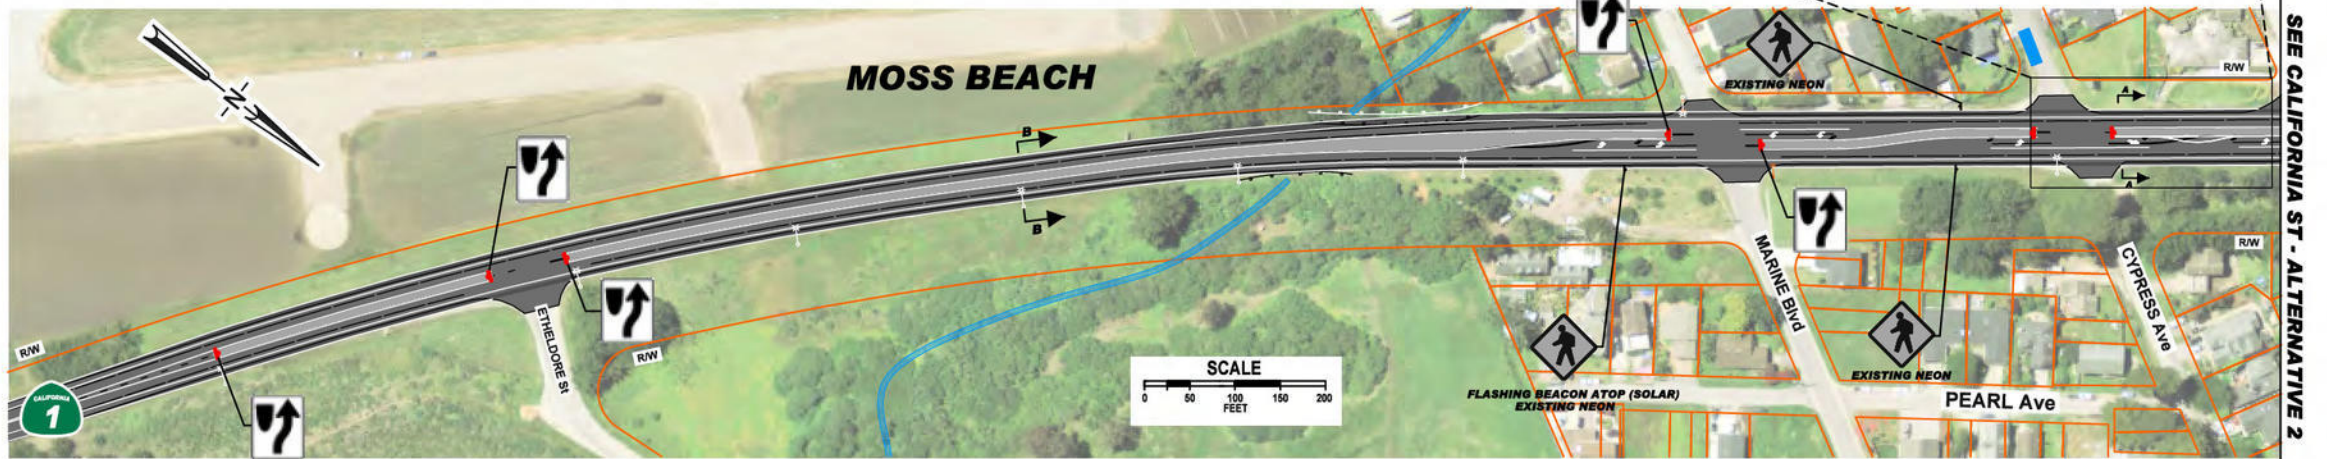 MOSS BEACH
N
EXISTING NEON
R/W
A
B
B
A
R/W
CALIFORNIA
1
ETHELDORE St
R/W
MARINE Blvd
CYPRESS Ave
R/W
SCALE
0 50 100 150 200
FEET
FLASHING BEACON ATOP (SOLAR)
EXISTING NEON
EXISTING NEON
PEARL Ave
SEE CALIFORNIA ST - ALTERNATIVE 2